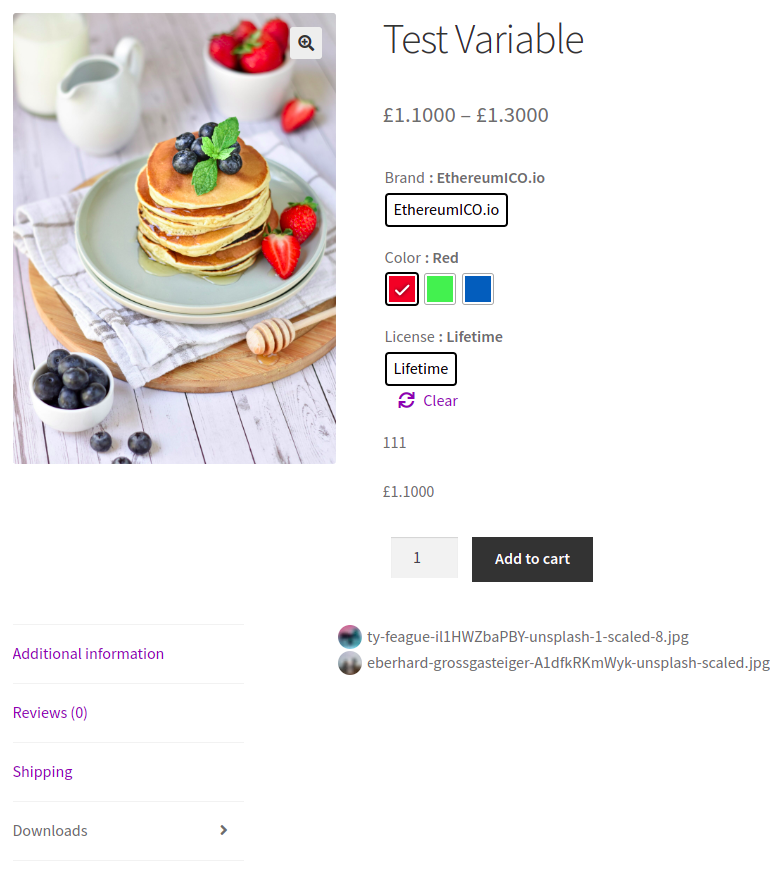 Test Variable
£1.1000 – £1.3000
Brand : EthereumICO.io
EthereumICO.io
Color : Red
License : Lifetime
Lifetime
Clear
111
£1.1000
1
Add to cart
Additional information
Reviews (0)
Shipping
Downloads
ty-feague-il1HWZbaPBY-unsplash-1-scaled-8.jpg
eberhard-grossgasteiger-A1dfkRKmWyk-unsplash-scaled.jpg